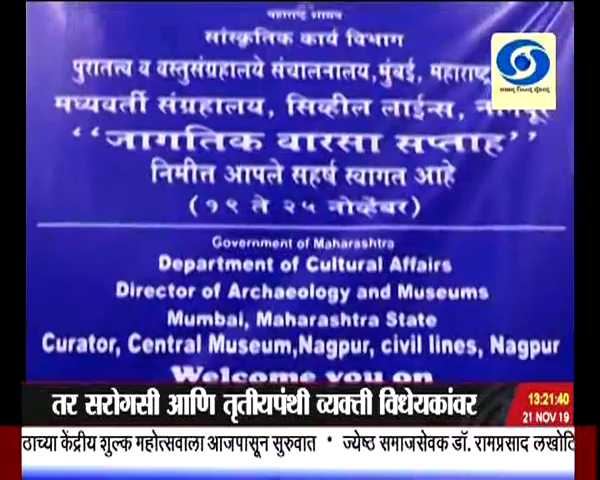 महाराष्ट्र शासन
सांस्कृतिक कार्य विभाग
पुरातत्त्व व वस्तुसंग्रहालये संचालनालय,मुंबई, महाराष्ट्र
मध्यवर्ती संग्रहालय, सिव्हील लाईन्स, नागपूर
“जागतिक वारसा सप्ताह”
निमीत्त आपले सहर्ष स्वागत आहे
(१९ ते २५ नोव्हेंबर)
Government of Maharashtra
Department of Cultural Affairs
Director of Archaeology and Museums
Mumbai, Maharashtra State
Curator, Central Museum,Nagpur, civil lines, Nagpur
Welcome you on
तर सरोगसी आणि तृतीयपंथी व्यक्ती विधेयकांवर
13:21:40
21 NOV 19
ठाच्या केंद्रीय शुल्क महोत्सवाला आजपासून सुरुवात * ज्येष्ठ समाजसेवक डॉ. रामप्रसाद लखोटि